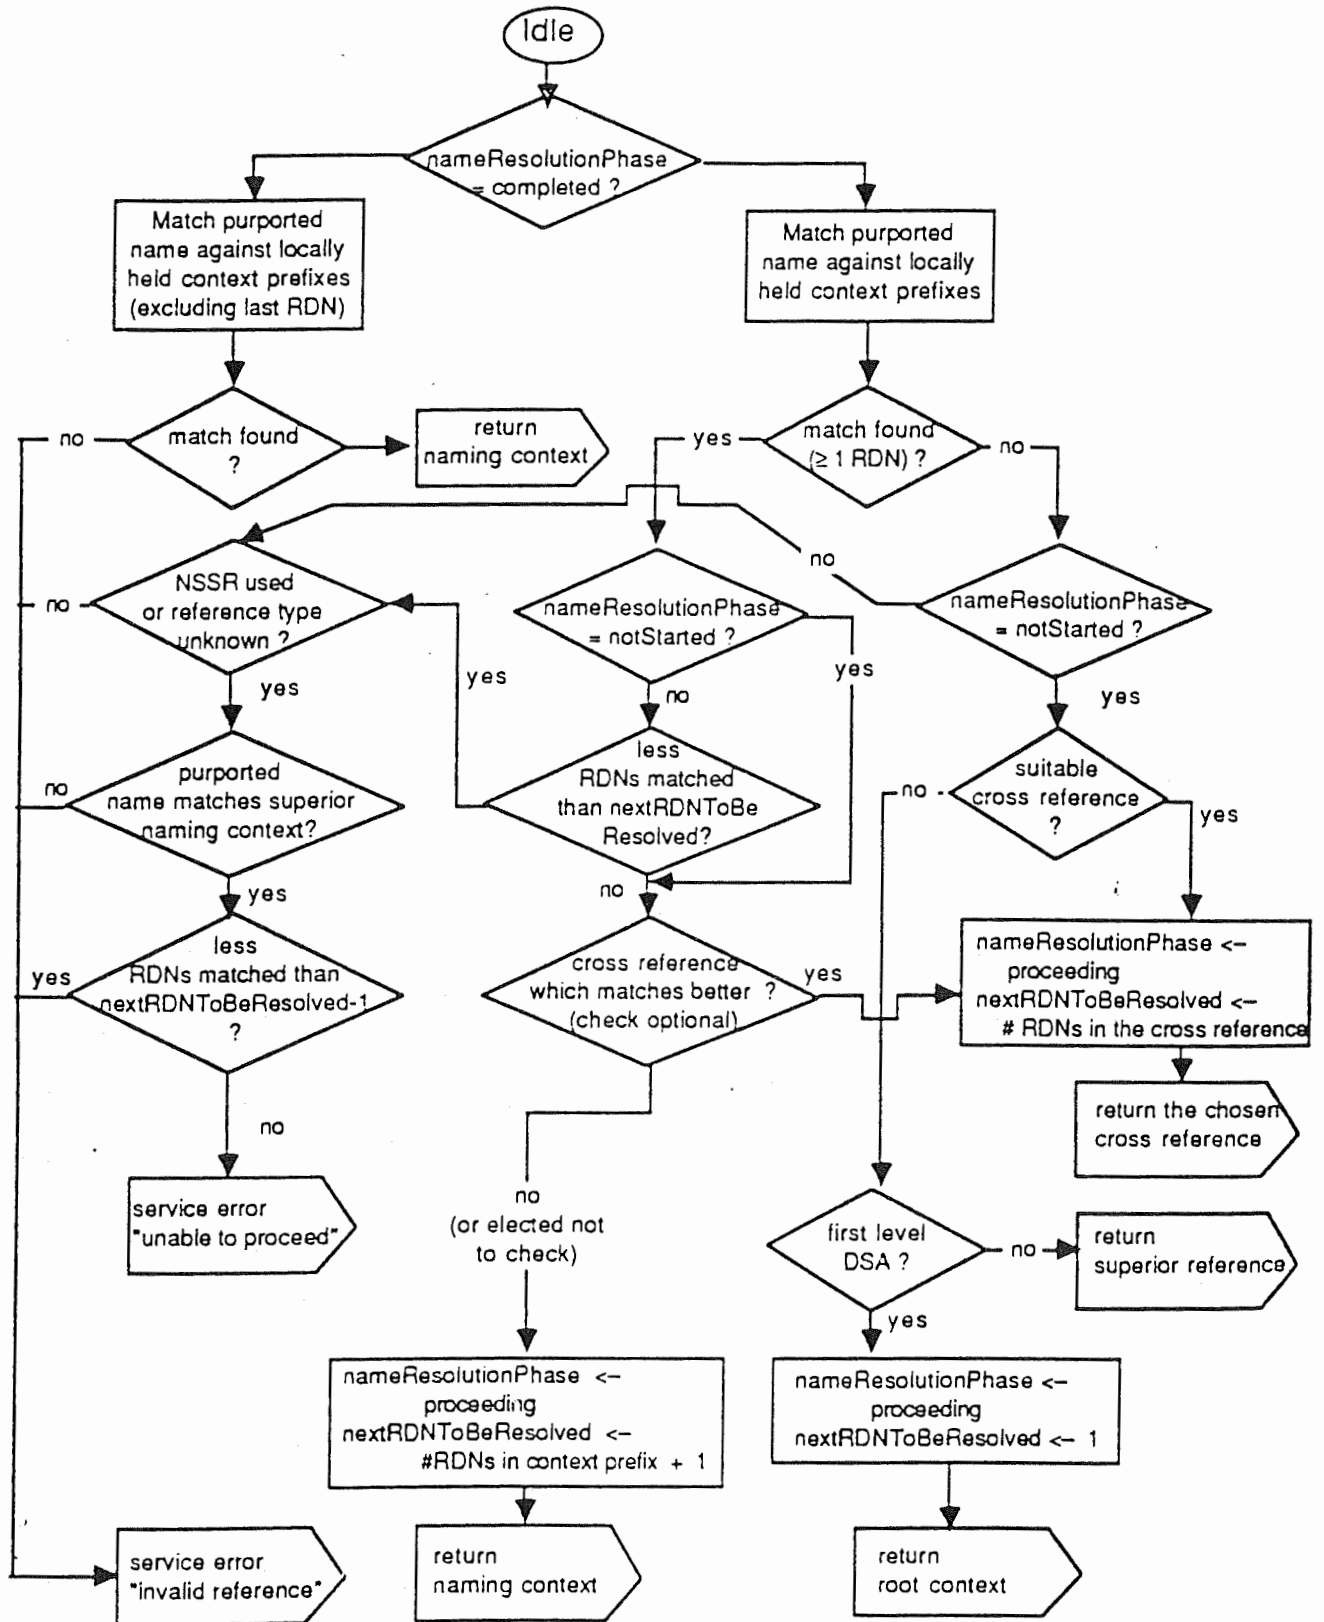 Idle
nameResolutionPhase
= completed ?
Match purported
name against locally
held context prefixes
(excluding last RDN)
Match purported
name against locally
held context prefixes
no
match found
?
return
naming context
yes
match found
(≥ 1 RDN) ?
no
no
NSSR used
or reference type
unknown ?
no
nameResolutionPhase
= notStarted ?
nameResolutionPhase
= notStarted ?
yes
yes
yes
no
yes
no
purported
name matches superior
naming context?
less
RDNs matched
than nextRDNToBe
Resolved?
no
suitable
cross reference
?
yes
yes
no
yes
less
RDNs matched than
nextRDNToBeResolved-1
?
cross reference
which matches better ?
(check optional)
yes
nameResolutionPhase <-
proceeding
nextRDNToBeResolved <-
# RDNs in the cross reference
return the chosen
cross reference
no
service error
"unable to proceed"
no
(or elected not
to check)
first level
DSA ?
no
return
superior reference
yes
nameResolutionPhase <-
proceeding
nextRDNToBeResolved <-
#RDNs in context prefix + 1
nameResolutionPhase <-
proceeding
nextRDNToBeResolved <- 1
service error
"invalid reference"
return
naming context
return
root context